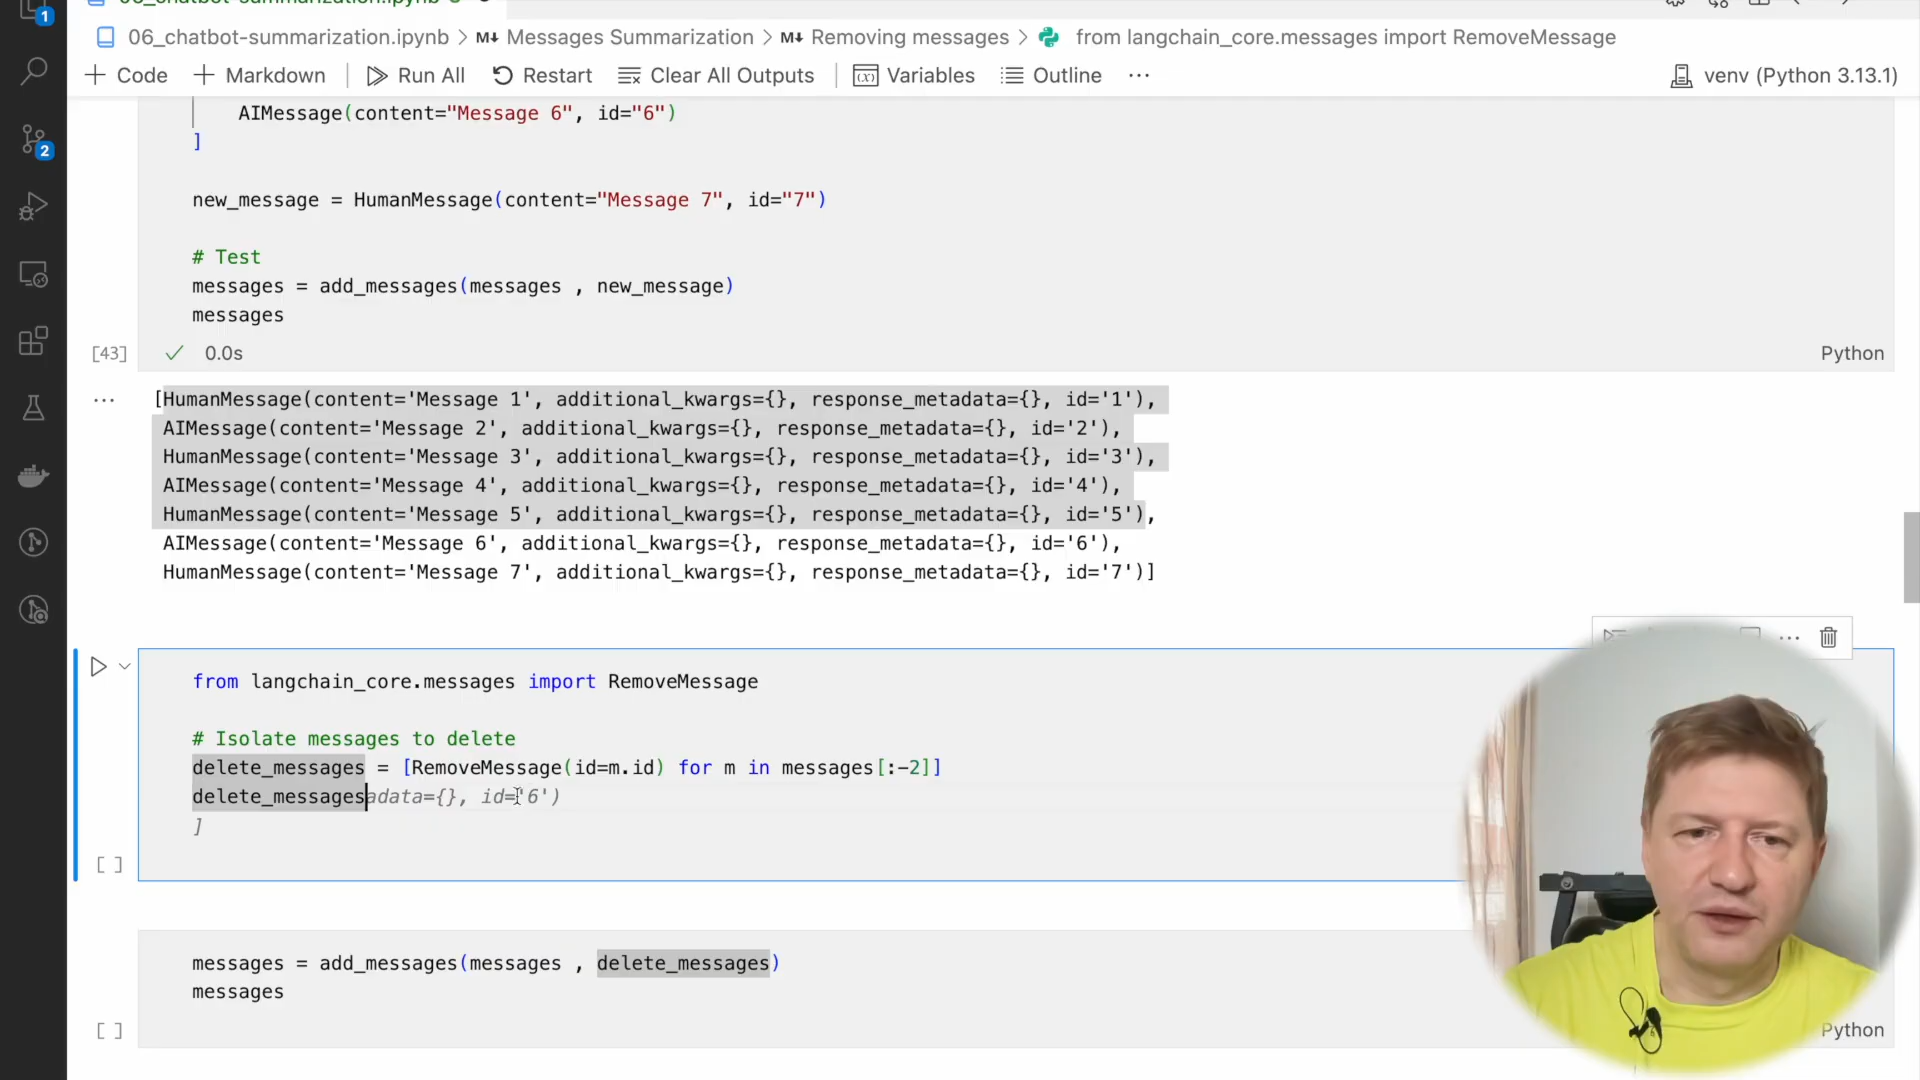 06_chatbot-summarization.ipynb
1
06_chatbot-summarization.ipynb > M↓ Messages Summarization > M↓ Removing messages > from langchain_core.messages import RemoveMessage
+ Code + Markdown | Run All Restart Clear All Outputs | Variables Outline ··· venv (Python 3.13.1)
2
AIMessage(content="Message 6", id="6")
]
new_message = HumanMessage(content="Message 7", id="7")
# Test
messages = add_messages(messages , new_message)
messages
[43] ✓ 0.0s Python
··· [HumanMessage(content='Message 1', additional_kwargs={}, response_metadata={}, id='1'),
AIMessage(content='Message 2', additional_kwargs={}, response_metadata={}, id='2'),
HumanMessage(content='Message 3', additional_kwargs={}, response_metadata={}, id='3'),
AIMessage(content='Message 4', additional_kwargs={}, response_metadata={}, id='4'),
HumanMessage(content='Message 5', additional_kwargs={}, response_metadata={}, id='5'),
AIMessage(content='Message 6', additional_kwargs={}, response_metadata={}, id='6'),
HumanMessage(content='Message 7', additional_kwargs={}, response_metadata={}, id='7')]
from langchain_core.messages import RemoveMessage
# Isolate messages to delete
delete_messages = [RemoveMessage(id=m.id) for m in messages[:-2]]
delete_messagesadata={}, id='6')
]
[ ]
messages = add_messages(messages , delete_messages)
messages
[ ] Python